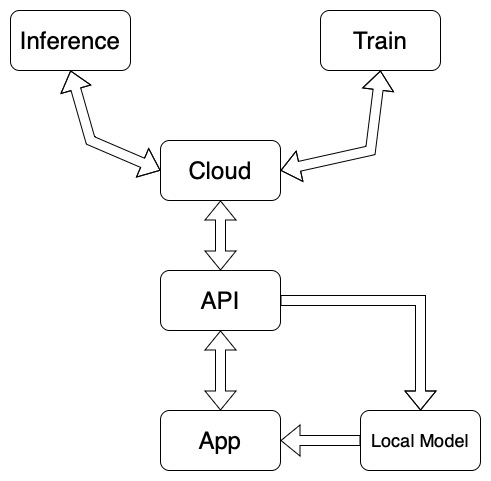 Inference
Train
Cloud
API
App
Local Model